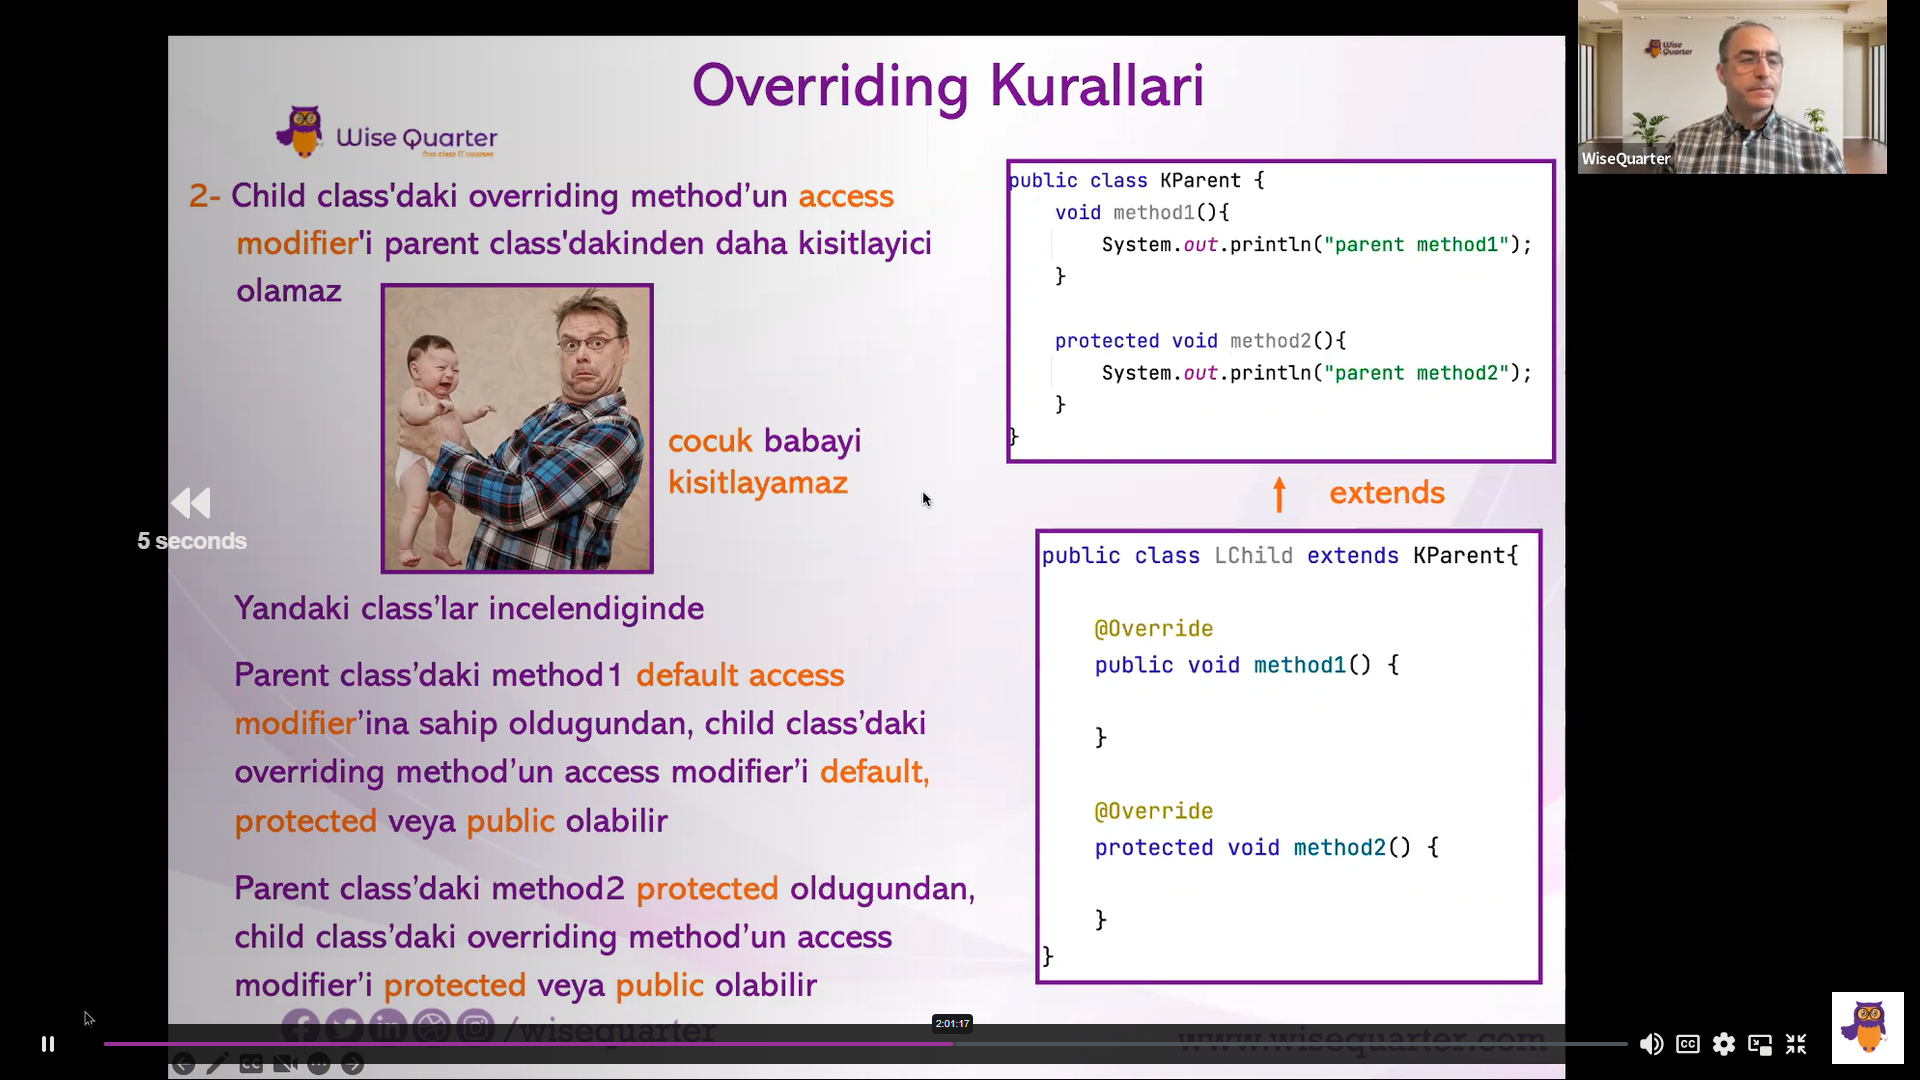 Overriding Kurallari
Wise Quarter
first class IT courses
2- Child class'daki overriding method'un access
modifier'i parent class'dakinden daha kisitlayici
olamaz
cocuk babayi
kisitlayamaz
Yandaki class'lar incelendiginde
Parent class'daki method1 default access
modifier'ina sahip oldugundan, child class'daki
overriding method'un access modifier'i default,
protected veya public olabilir
Parent class'daki method2 protected oldugundan,
child class'daki overriding method'un access
modifier'i protected veya public olabilir
public class KParent {
void method1(){
System.out.println("parent method1");
}
protected void method2(){
System.out.println("parent method2");
}
}
extends
public class LChild extends KParent{
@Override
public void method1() {
}
@Override
protected void method2() {
}
}
Wise
Quarter
WiseQuarter
5 seconds
/wisequarter
www.wisequarter.com
2:01:17
CC
CC